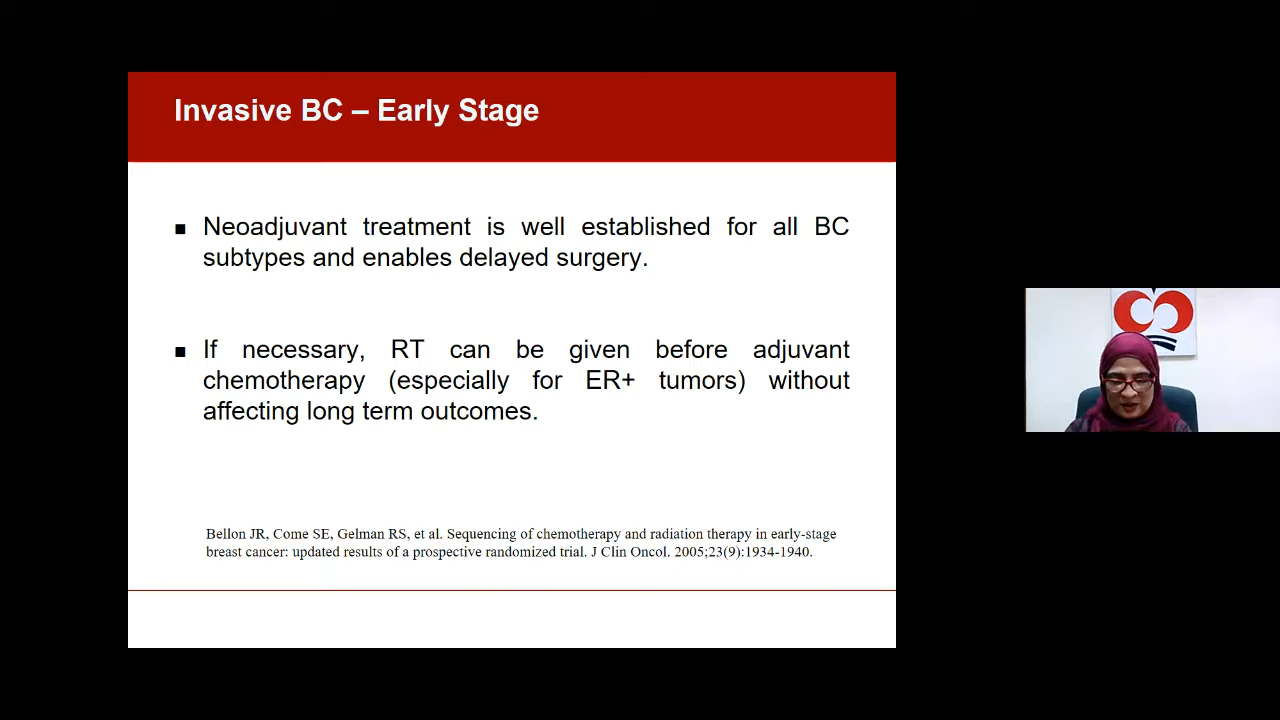 Invasive BC – Early Stage
▪ Neoadjuvant treatment is well established for all BC
subtypes and enables delayed surgery.
▪ If necessary, RT can be given before adjuvant
chemotherapy (especially for ER+ tumors) without
affecting long term outcomes.
Bellon JR, Come SE, Gelman RS, et al. Sequencing of chemotherapy and radiation therapy in early-stage
breast cancer: updated results of a prospective randomized trial. J Clin Oncol. 2005;23(9):1934-1940.